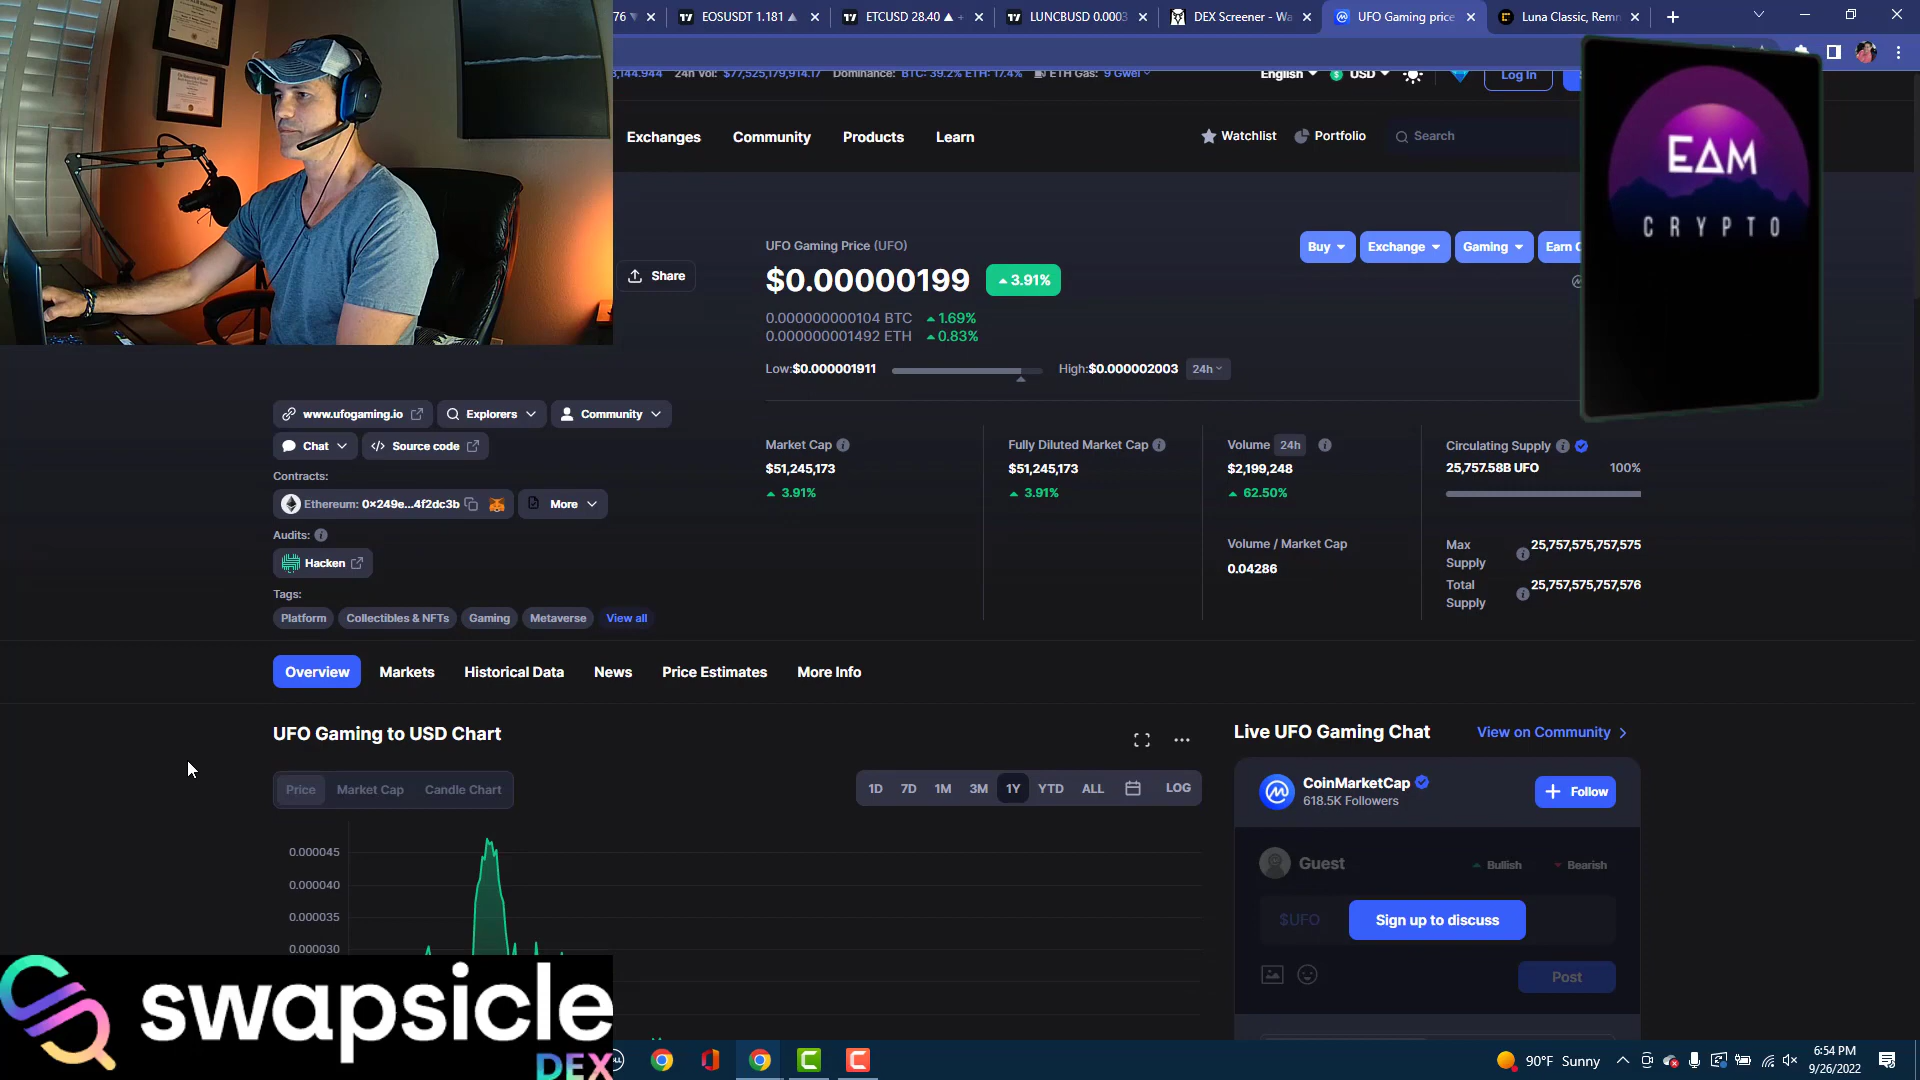 76
EOSUSDT 1.181 ▲
ETCUSD 28.40 ▲
LUNCBUSD 0.0003
DEX Screener - Wa
UFO Gaming price
Luna Classic, Remn
3,144.944 24h Vol: $77,525,179,914.17 Dominance: BTC: 39.2% ETH: 17.4% ETH Gas: 9 Gwei
English USD Log In
Exchanges Community Products Learn
Watchlist Portfolio Search
EAM
CRYPTO
UFO Gaming Price (UFO)
Buy Exchange Gaming Earn
Share
$0.00000199 3.91%
0.000000000104 BTC 1.69%
0.000000001492 ETH 0.83%
Low:$0.000001911 High:$0.000002003 24h
www.ufogaming.io Explorers Community
Chat Source code
Contracts:
Ethereum: 0x249e...4f2dc3b More
Audits:
Hacken
Tags:
Platform Collectibles & NFTs Gaming Metaverse View all
Market Cap
$51,245,173
3.91%
Fully Diluted Market Cap
$51,245,173
3.91%
Volume 24h
$2,199,248
62.50%
Volume / Market Cap
0.04286
Circulating Supply
25,757.58B UFO 100%
Max Supply 25,757,575,757,575
Total Supply 25,757,575,757,576
Overview Markets Historical Data News Price Estimates More Info
UFO Gaming to USD Chart
Price Market Cap Candle Chart
1D 7D 1M 3M 1Y YTD ALL LOG
0.000045
0.000040
0.000035
0.000030
Live UFO Gaming Chat View on Community
CoinMarketCap
618.5K Followers
Follow
Guest Bullish Bearish
$UFO
Sign up to discuss
Post
swapsicle
DEX
90°F Sunny
6:54 PM
9/26/2022